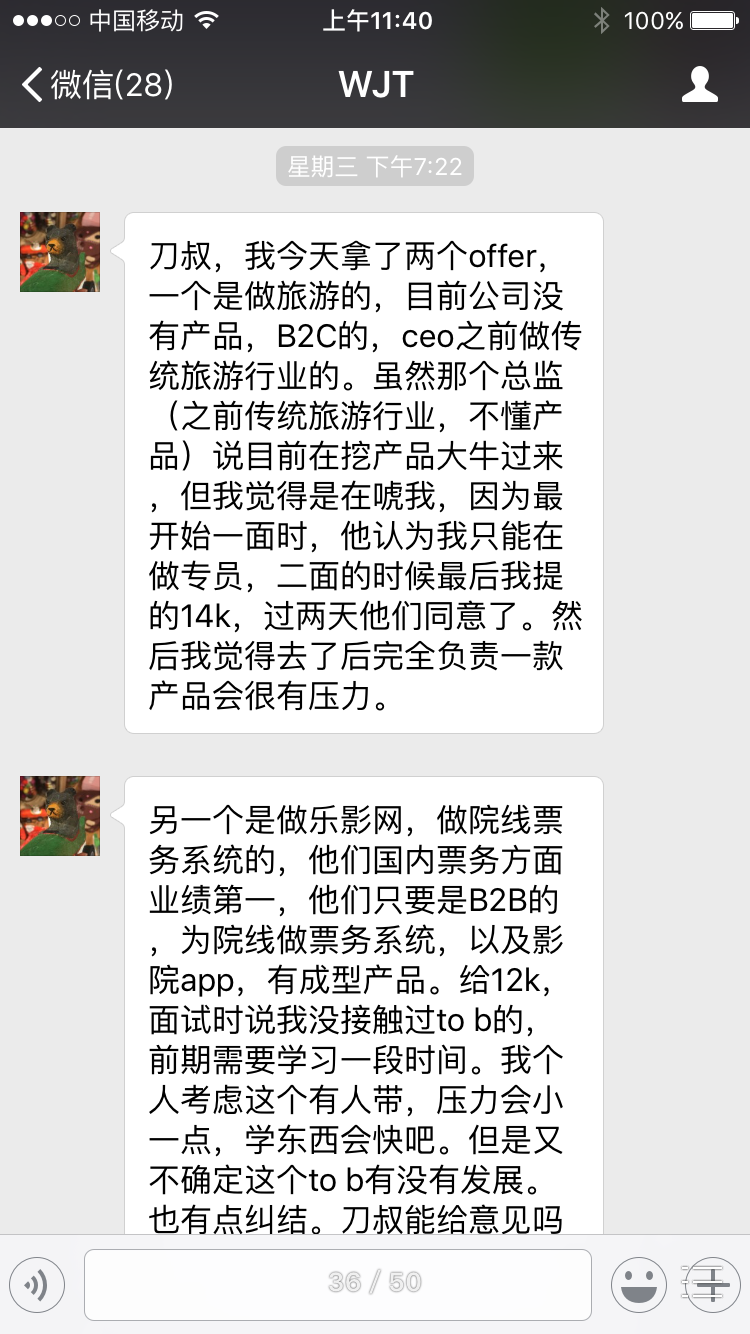 中国移动 上午11:40 100%
微信(28) WJT
星期三 下午7:22
刀叔，我今天拿了两个offer，
一个是做旅游的，目前公司没
有产品，B2C的，ceo之前做传
统旅游行业的。虽然那个总监
（之前传统旅游行业，不懂产
品）说目前在挖产品大牛过来
，但我觉得是在唬我，因为最
开始一面时，他认为我只能在
做专员，二面的时候最后我提
的14k，过两天他们同意了。然
后我觉得去了后完全负责一款
产品会很有压力。
另一个是做乐影网，做院线票
务系统的，他们国内票务方面
业绩第一，他们只要是B2B的
，为院线做票务系统，以及影
院app，有成型产品。给12k，
面试时说我没接触过to b的，
前期需要学习一段时间。我个
人考虑这个有人带，压力会小
一点，学东西会快吧。但是又
不确定这个to b有没有发展。
也有点纠结。刀叔能给意见吗
36 / 50